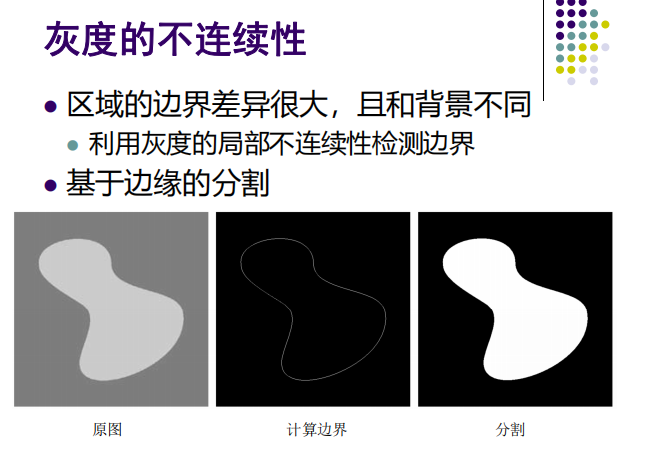 灰度的不连续性
区域的边界差异很大，且和背景不同
利用灰度的局部不连续性检测边界
基于边缘的分割
原图
计算边界
分割